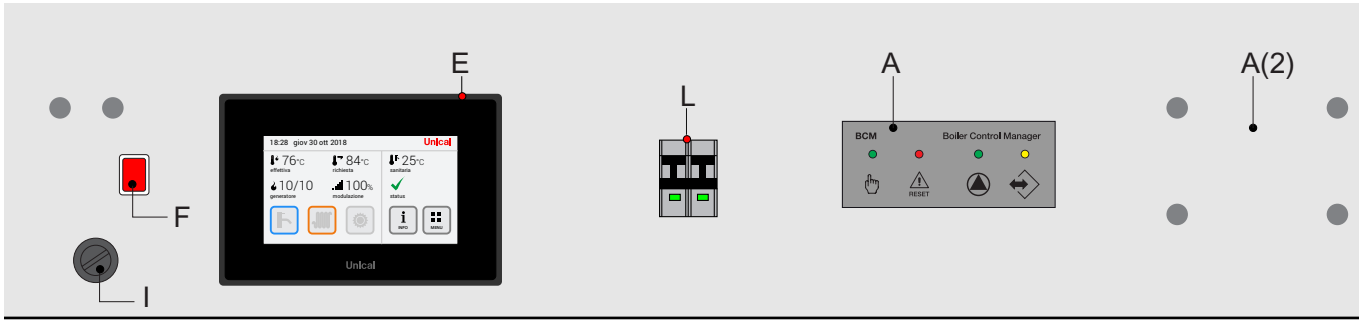 E
A
A(2)
L
F
I
18:28 giov 30 ott 2018 Unical
76°C 84°C 25°C
effettiva richiesta sanitaria
10/10 100%
generatore modulazione status
INFO MENU
Unical
BCM Boiler Control Manager
RESET